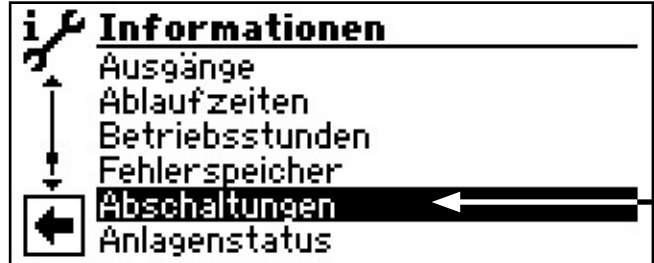 Informationen
Ausgänge
Ablaufzeiten
Betriebsstunden
Fehlerspeicher
Abschaltungen
Anlagenstatus